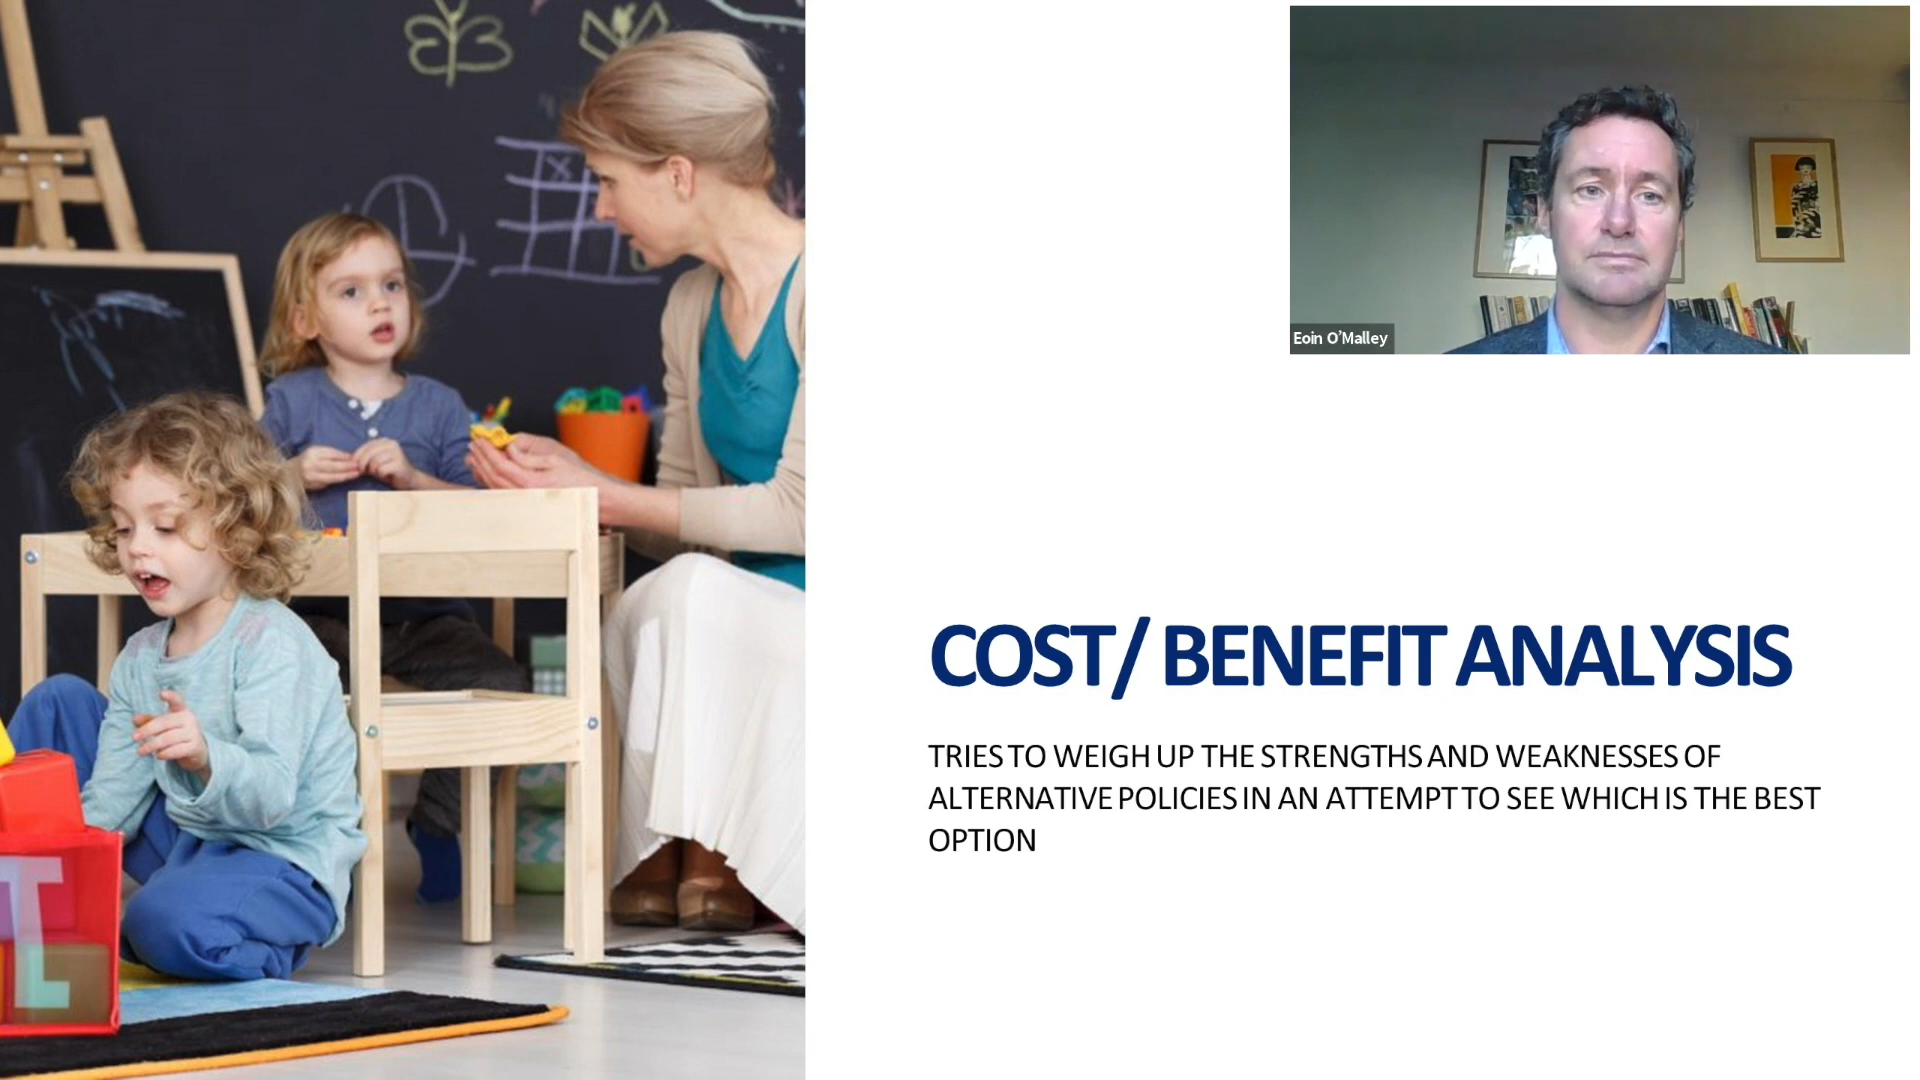 Eoin O'Malley
COST/ BENEFIT ANALYSIS
TRIES TO WEIGH UP THE STRENGTHS AND WEAKNESSES OF
ALTERNATIVE POLICIES IN AN ATTEMPT TO SEE WHICH IS THE BEST
OPTION
T
L